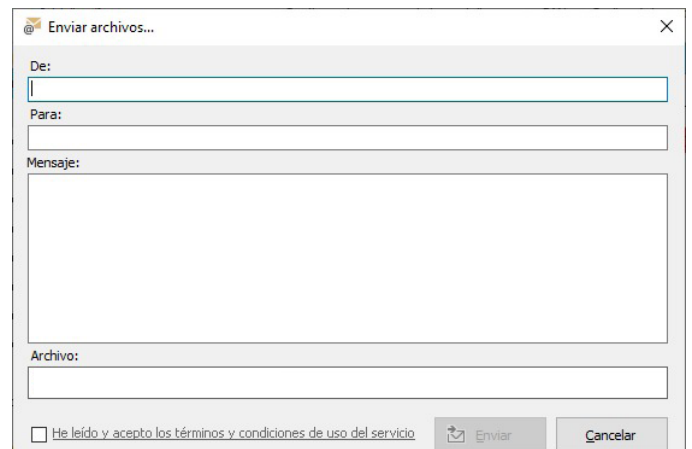 Enviar archivos...
De:
Para:
Mensaje:
Archivo:
He leído y acepto los términos y condiciones de uso del servicio
Enviar
Cancelar